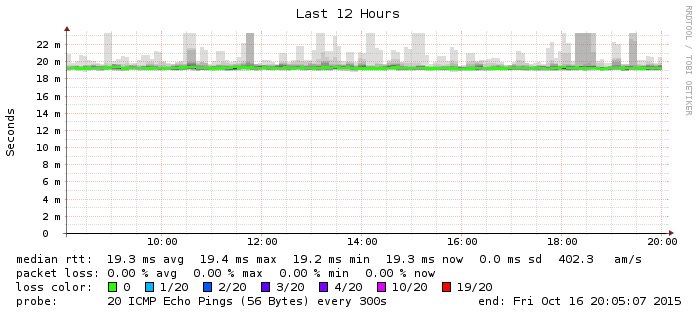 Last 12 Hours
RRDTOOL / TOBI OETIKER
Seconds
22 m
20 m
18 m
16 m
14 m
12 m
10 m
8 m
6 m
4 m
2 m
0
10:00 12:00 14:00 16:00 18:00 20:00
median rtt: 19.3 ms avg 19.4 ms max 19.2 ms min 19.3 ms now 0.0 ms sd 402.3 am/s
packet loss: 0.00 % avg 0.00 % max 0.00 % min 0.00 % now
loss color: 0 1/20 2/20 3/20 4/20 10/20 19/20
probe: 20 ICMP Echo Pings (56 Bytes) every 300s end: Fri Oct 16 20:05:07 2015